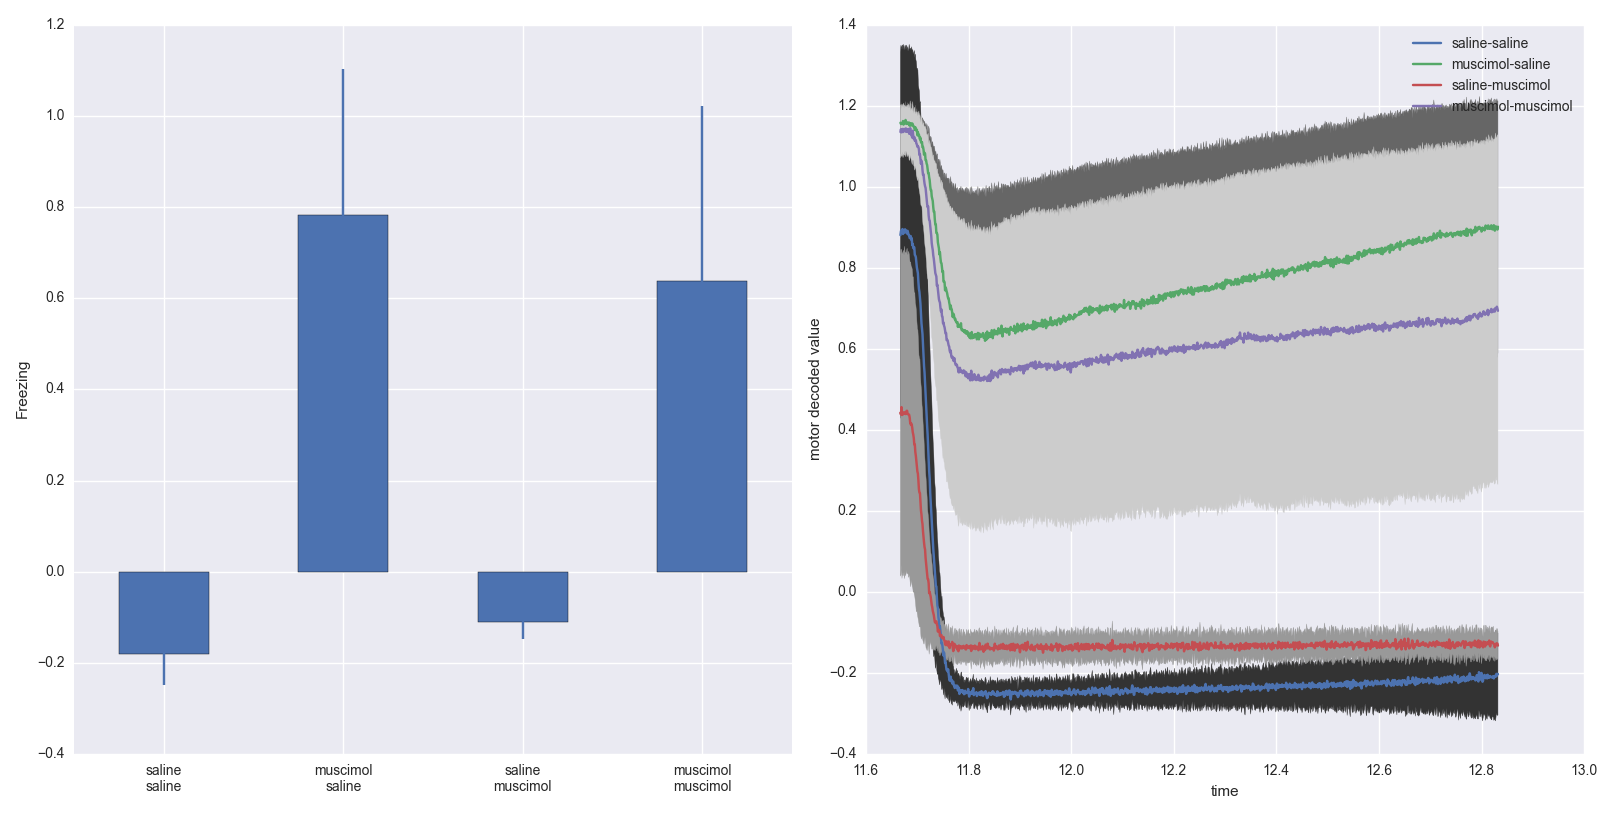 1.2
1.0
0.8
0.6
0.4
0.2
0.0
−0.2
−0.4
Freezing
saline
saline
muscimol
saline
saline
muscimol
muscimol
muscimol
1.4
1.2
1.0
0.8
0.6
0.4
0.2
0.0
−0.2
−0.4
motor decoded value
saline-saline
muscimol-saline
saline-muscimol
muscimol-muscimol
11.6 11.8 12.0 12.2 12.4 12.6 12.8 13.0
time